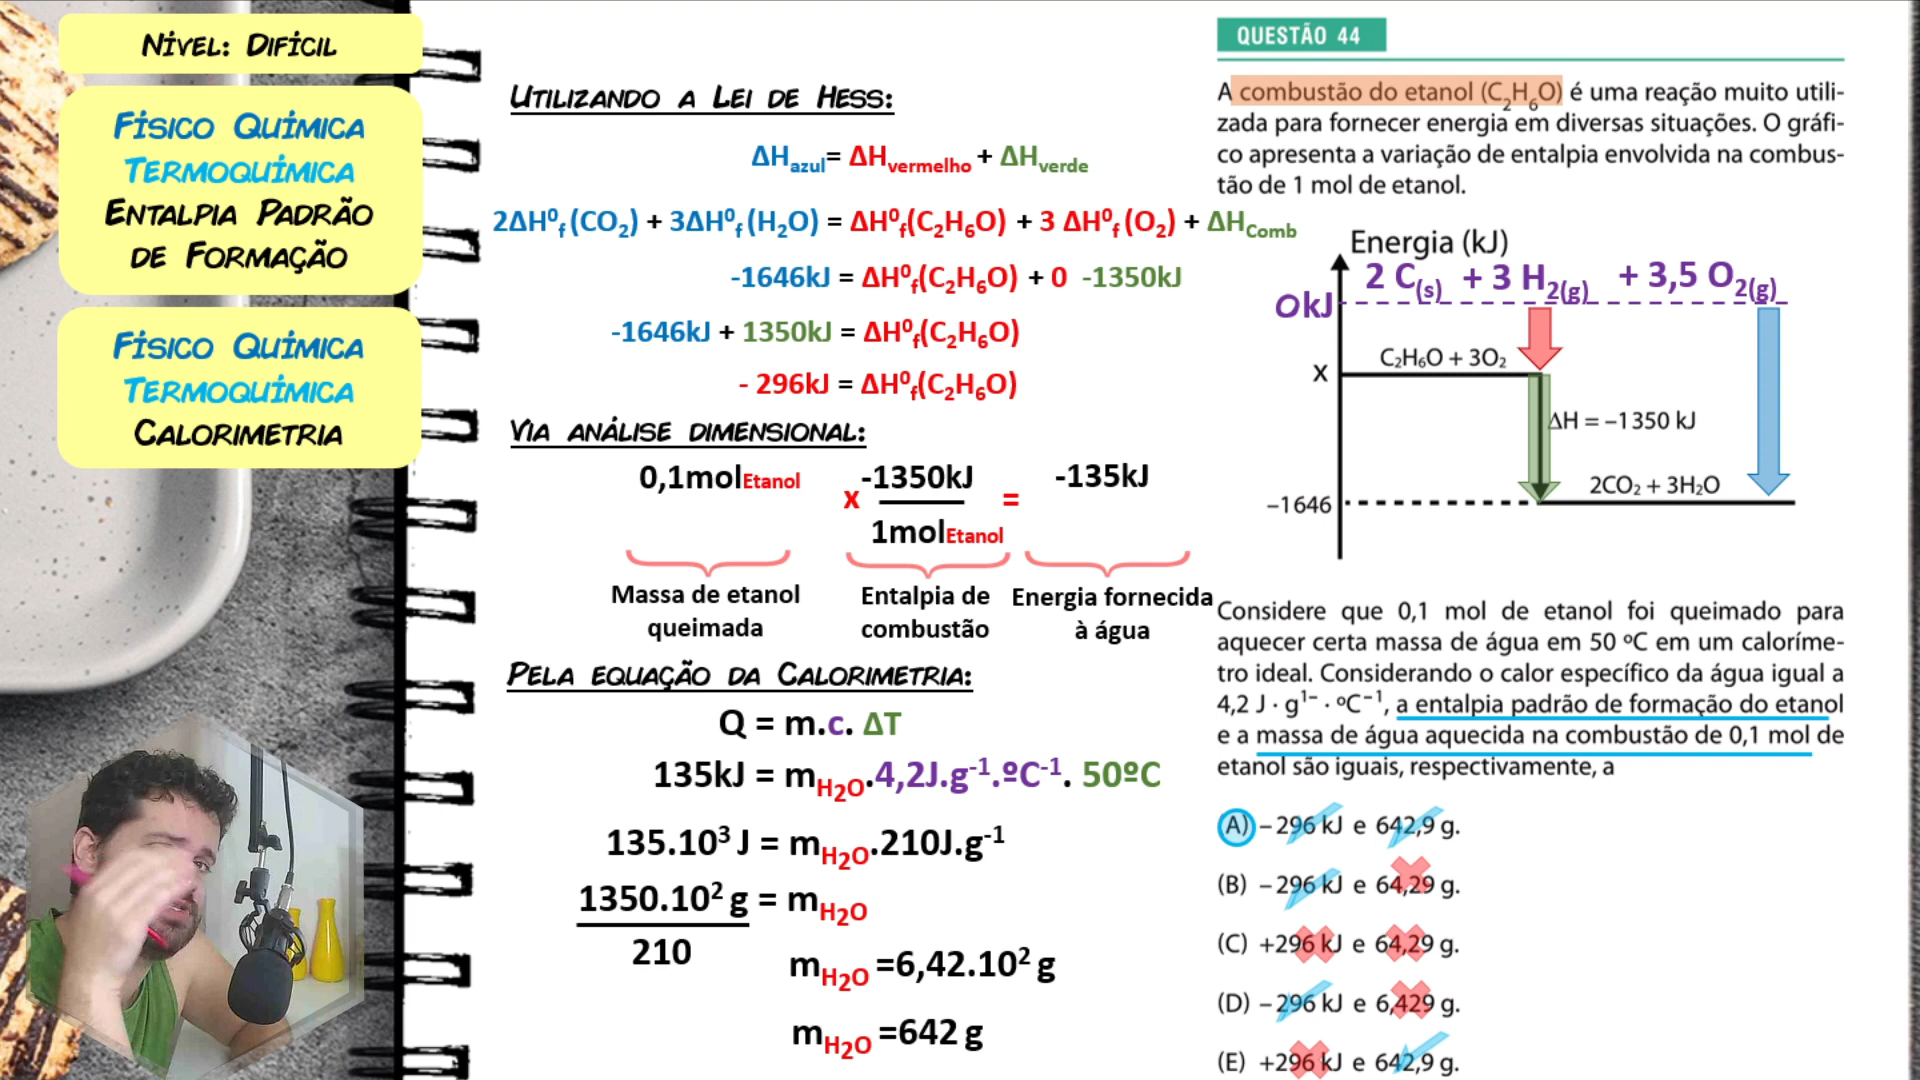 Nível: Difícil
Físico Química
Termoquímica
Entalpia Padrão
de Formação
Físico Química
Termoquímica
Calorimetria
Utilizando a Lei de Hess:
ΔHazul= ΔHvermelho + ΔHverde
2ΔH⁰f(CO₂) + 3ΔH⁰f(H₂O) = ΔH⁰f(C₂H₆O) + 3 ΔH⁰f(O₂) + ΔHComb
-1646kJ = ΔH⁰f(C₂H₆O) + 0 -1350kJ
-1646kJ + 1350kJ = ΔH⁰f(C₂H₆O)
- 296kJ = ΔH⁰f(C₂H₆O)
Via análise dimensional:
0,1molEtanol x -1350kJ = -135kJ
1molEtanol
Massa de etanol
queimada
Entalpia de
combustão
Energia fornecida
à água
Pela equação da Calorimetria:
Q = m.c. ΔT
135kJ = mH₂O.4,2J.g⁻¹.ºC⁻¹. 50ºC
135.10³ J = mH₂O.210J.g⁻¹
1350.10² g = mH₂O
210
mH₂O =6,42.10² g
mH₂O =642 g
QUESTÃO 44
A combustão do etanol (C₂H₆O) é uma reação muito utili-
zada para fornecer energia em diversas situações. O gráfi-
co apresenta a variação de entalpia envolvida na combus-
tão de 1 mol de etanol.
Energia (kJ)
2 C(s) + 3 H₂(g) + 3,5 O₂(g)
0kJ
C₂H₆O + 3O₂
x
ΔH = –1350 kJ
2CO₂ + 3H₂O
–1646
Considere que 0,1 mol de etanol foi queimado para
aquecer certa massa de água em 50 ºC em um caloríme-
tro ideal. Considerando o calor específico da água igual a
4,2 J · g¹⁻ · ºC⁻¹, a entalpia padrão de formação do etanol
e a massa de água aquecida na combustão de 0,1 mol de
etanol são iguais, respectivamente, a
(A) – 296 kJ e 642,9 g.
(B) – 296 kJ e 64,29 g.
(C) +296 kJ e 64,29 g.
(D) – 296 kJ e 6,429 g.
(E) +296 kJ e 642,9 g.